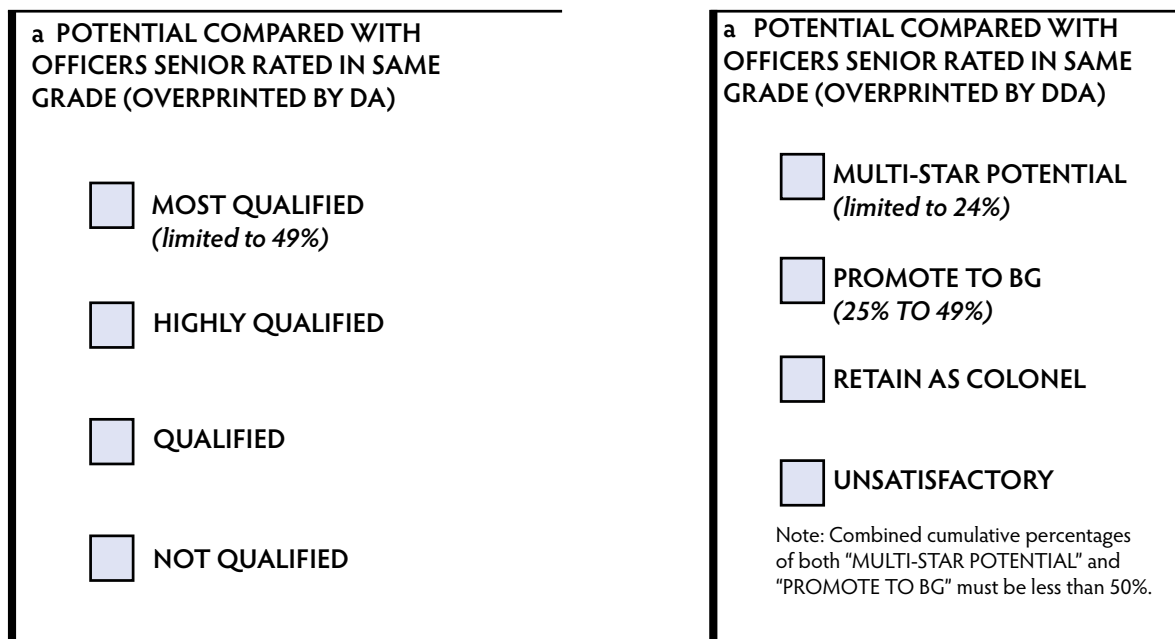 a POTENTIAL COMPARED WITH
OFFICERS SENIOR RATED IN SAME
GRADE (OVERPRINTED BY DA)
MOST QUALIFIED
(limited to 49%)
HIGHLY QUALIFIED
QUALIFIED
NOT QUALIFIED
a POTENTIAL COMPARED WITH
OFFICERS SENIOR RATED IN SAME
GRADE (OVERPRINTED BY DDA)
MULTI-STAR POTENTIAL
(limited to 24%)
PROMOTE TO BG
(25% TO 49%)
RETAIN AS COLONEL
UNSATISFACTORY
Note: Combined cumulative percentages
of both “MULTI-STAR POTENTIAL” and
“PROMOTE TO BG” must be less than 50%.